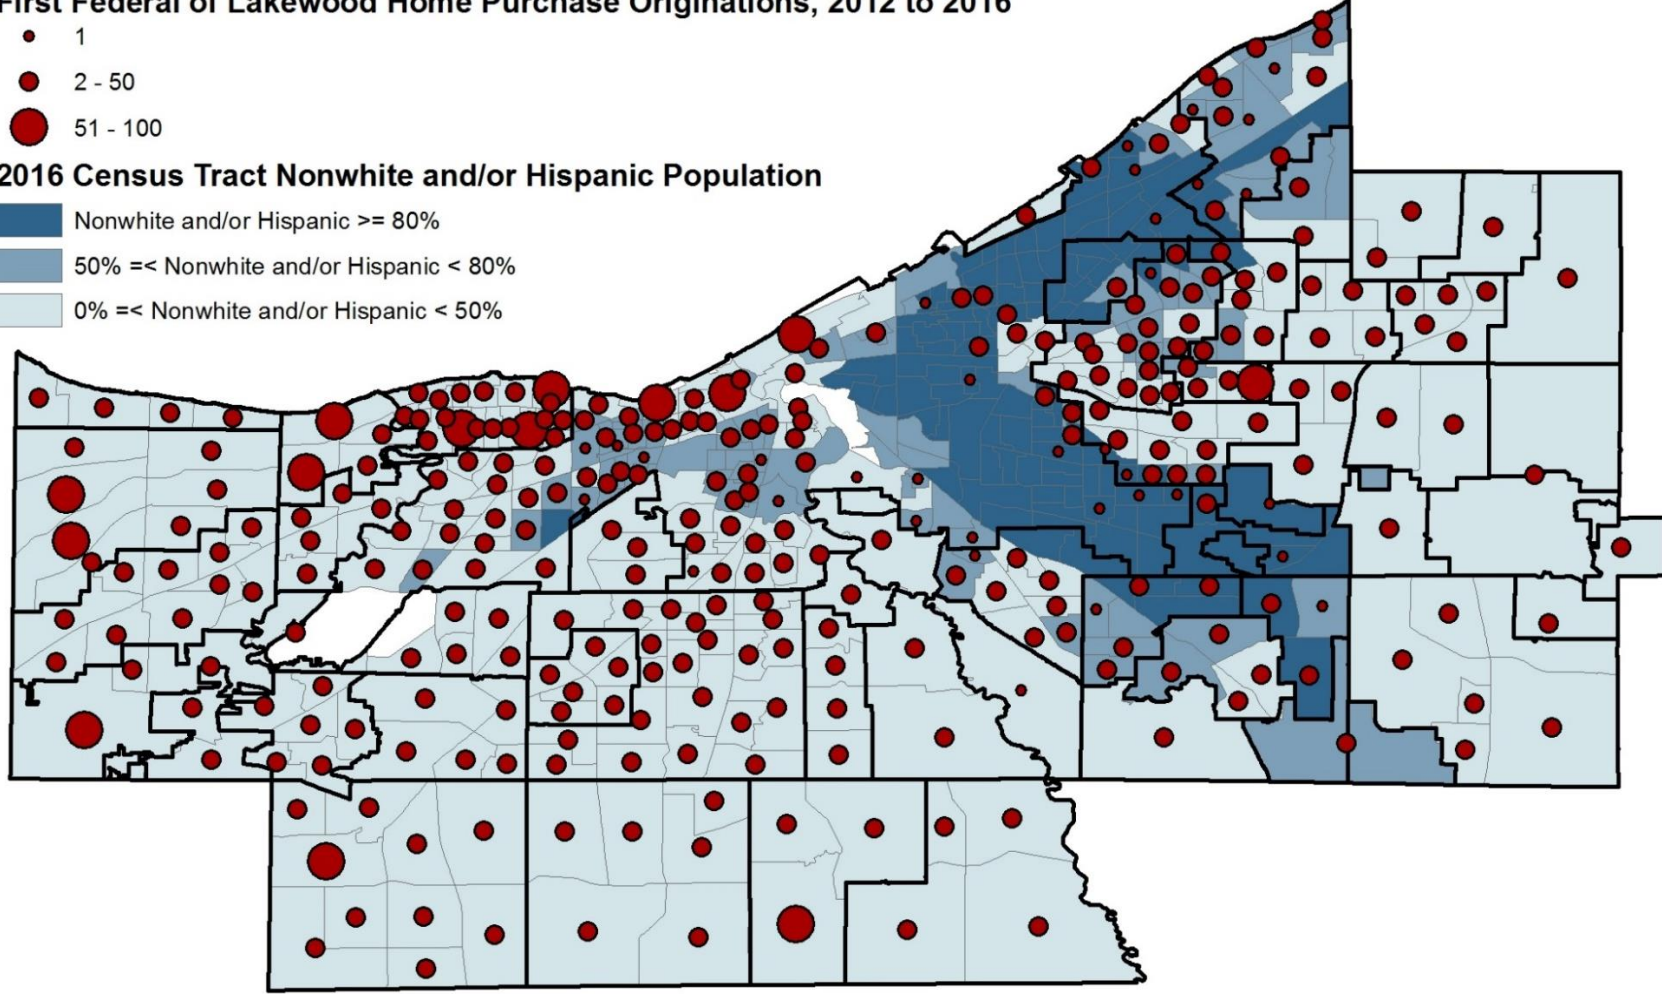 First Federal of Lakewood Home Purchase Originations, 2012 to 2016
1
2 - 50
51 - 100
2016 Census Tract Nonwhite and/or Hispanic Population
Nonwhite and/or Hispanic >= 80%
50% =< Nonwhite and/or Hispanic < 80%
0% =< Nonwhite and/or Hispanic < 50%